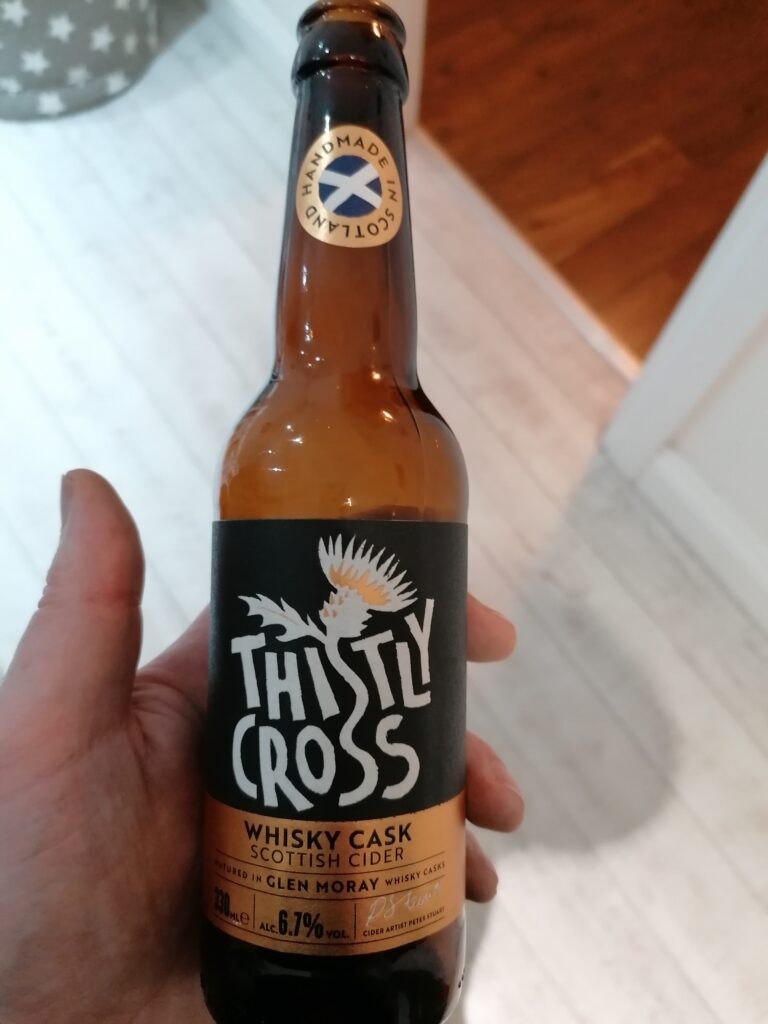 HANDMADE IN SCOTLAND
THISTLY
CROSS
WHISKY CASK
SCOTTISH CIDER
MATURED IN GLEN MORAY WHISKY CASKS
330ML e
ALC. 6.7% VOL.
CIDER ARTIST PETER STUART